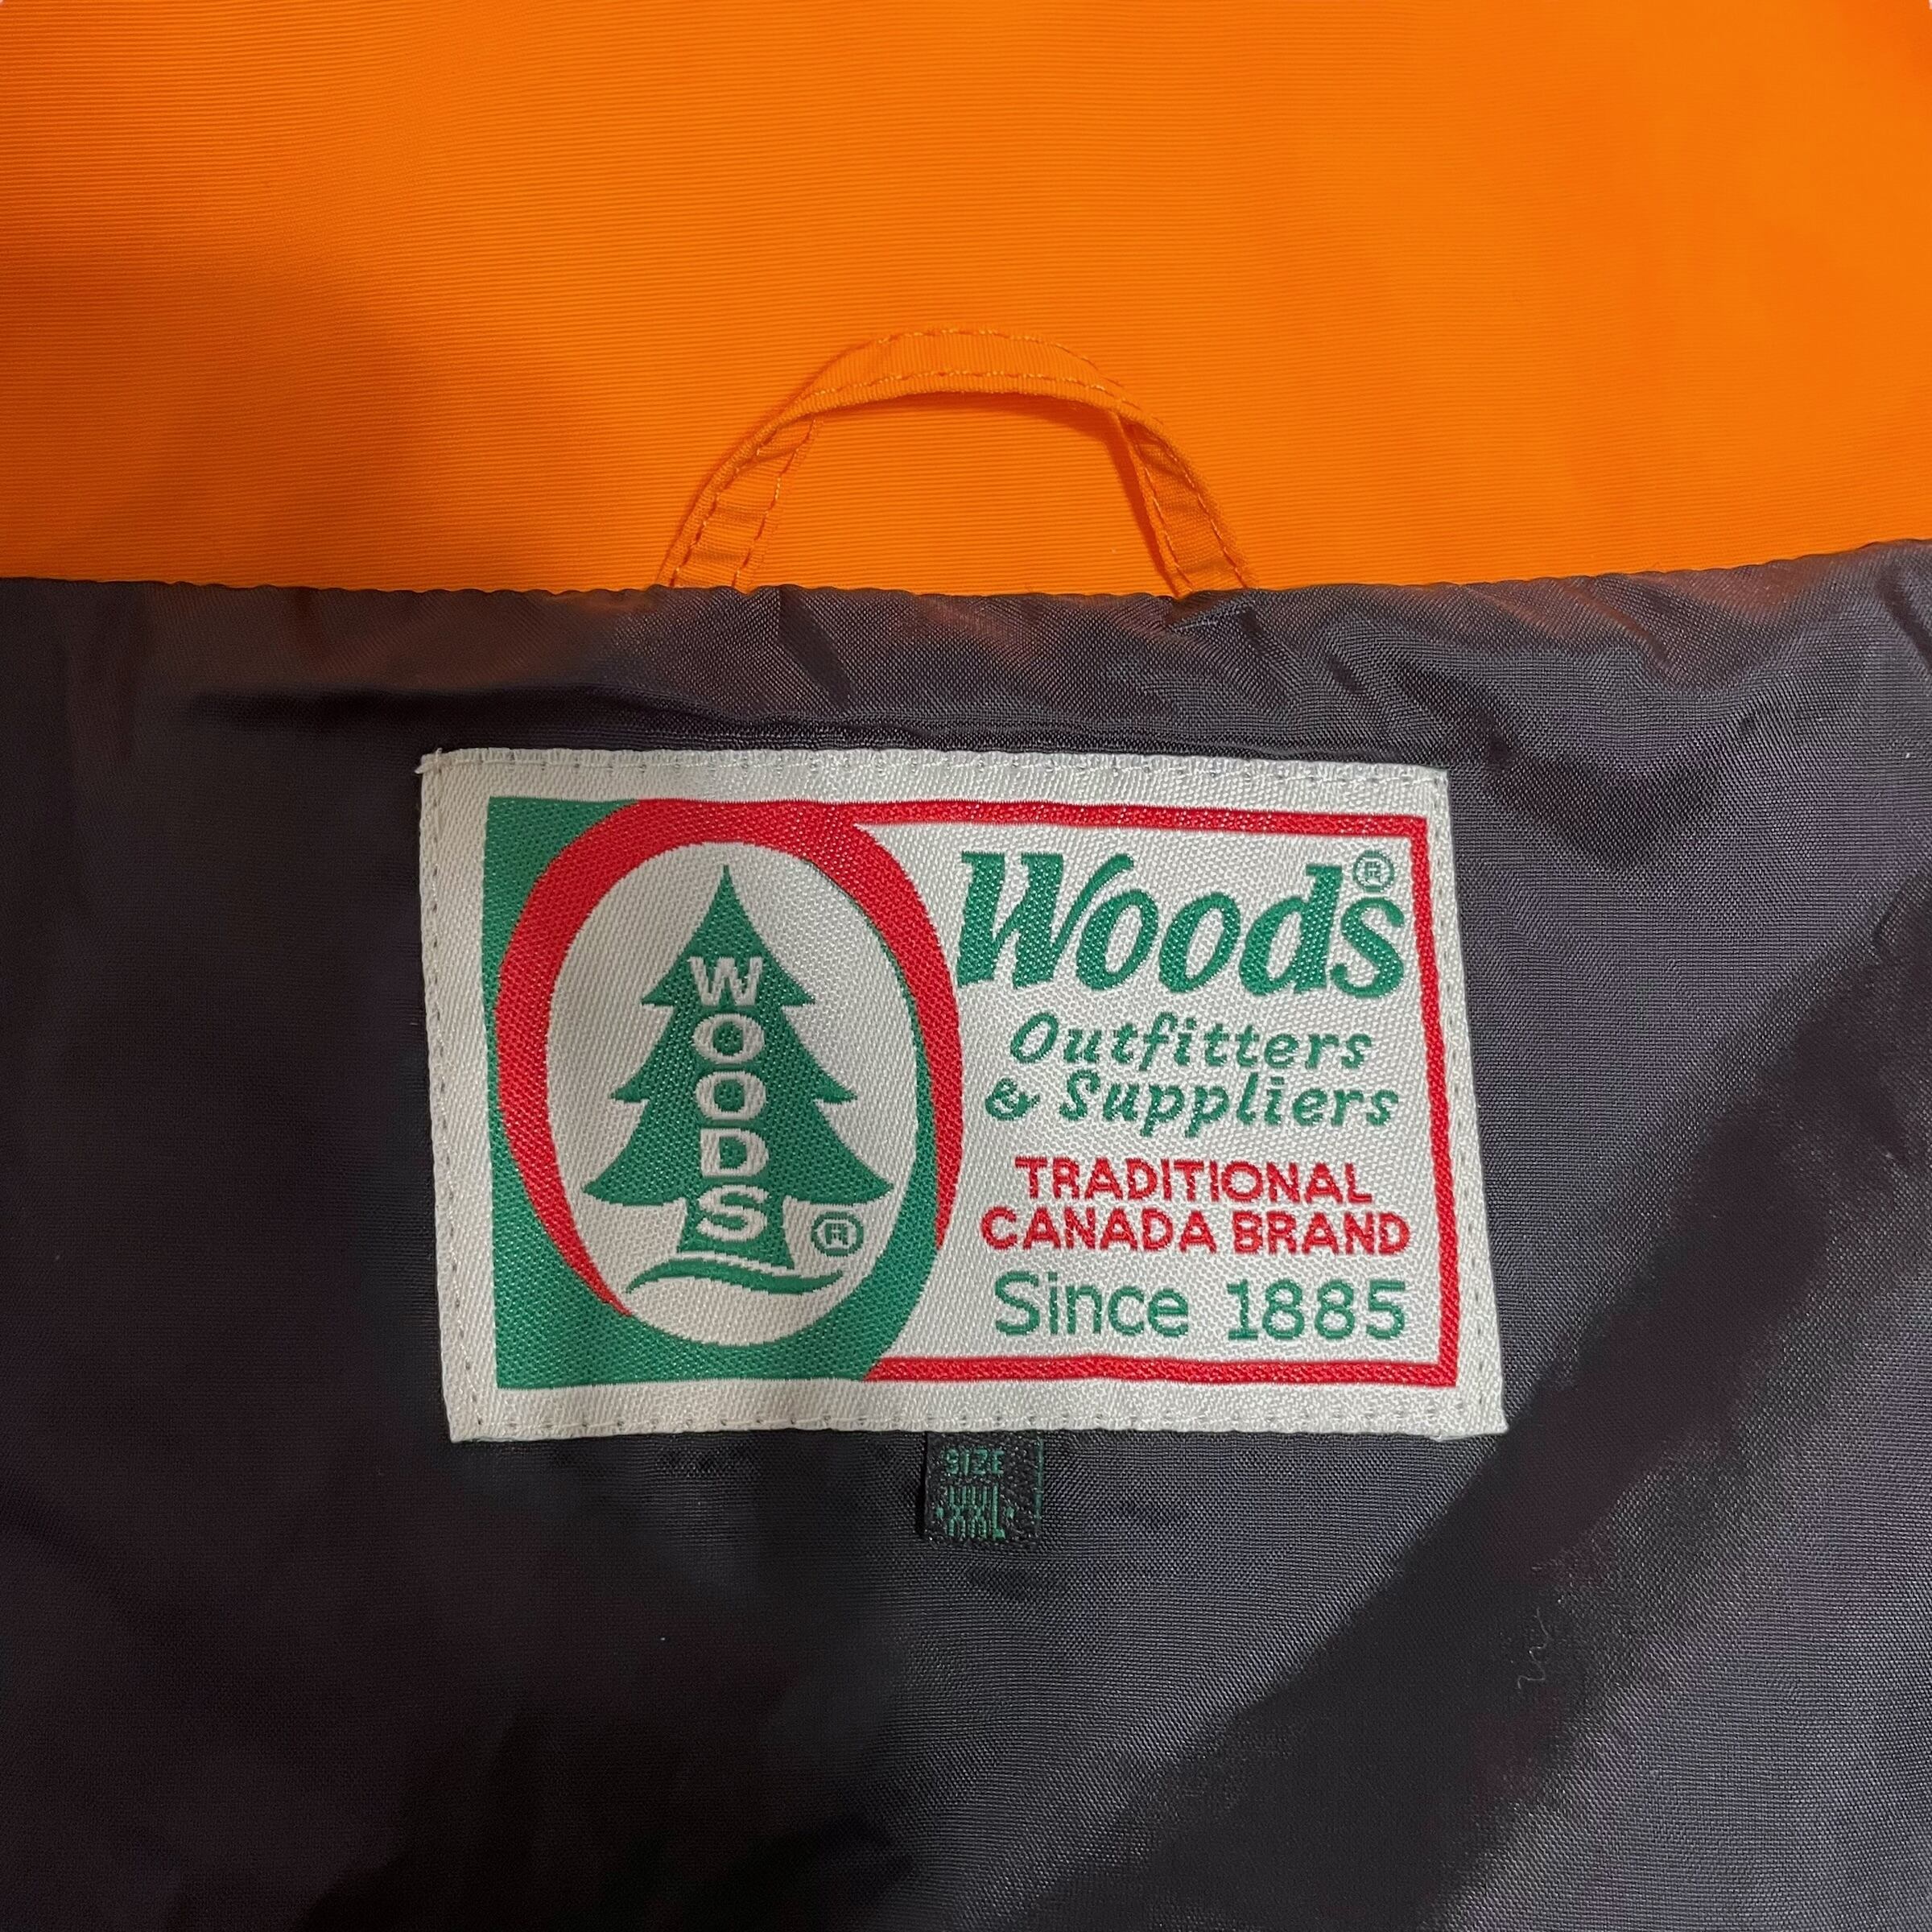 WOODS
®
Woods®
Outfitters
& Suppliers
TRADITIONAL
CANADA BRAND
Since 1885
SIZE
XXL